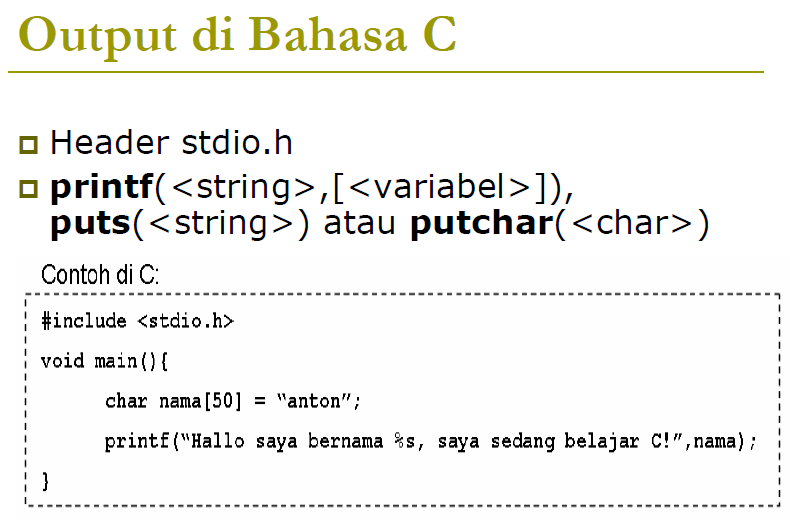 Output di Bahasa C
Header stdio.h
printf(<string>,[<variabel>]),
puts(<string>) atau putchar(<char>)
Contoh di C:
#include <stdio.h>
void main(){
char nama[50] = “anton”;
printf(“Hallo saya bernama %s, saya sedang belajar C!”,nama);
}